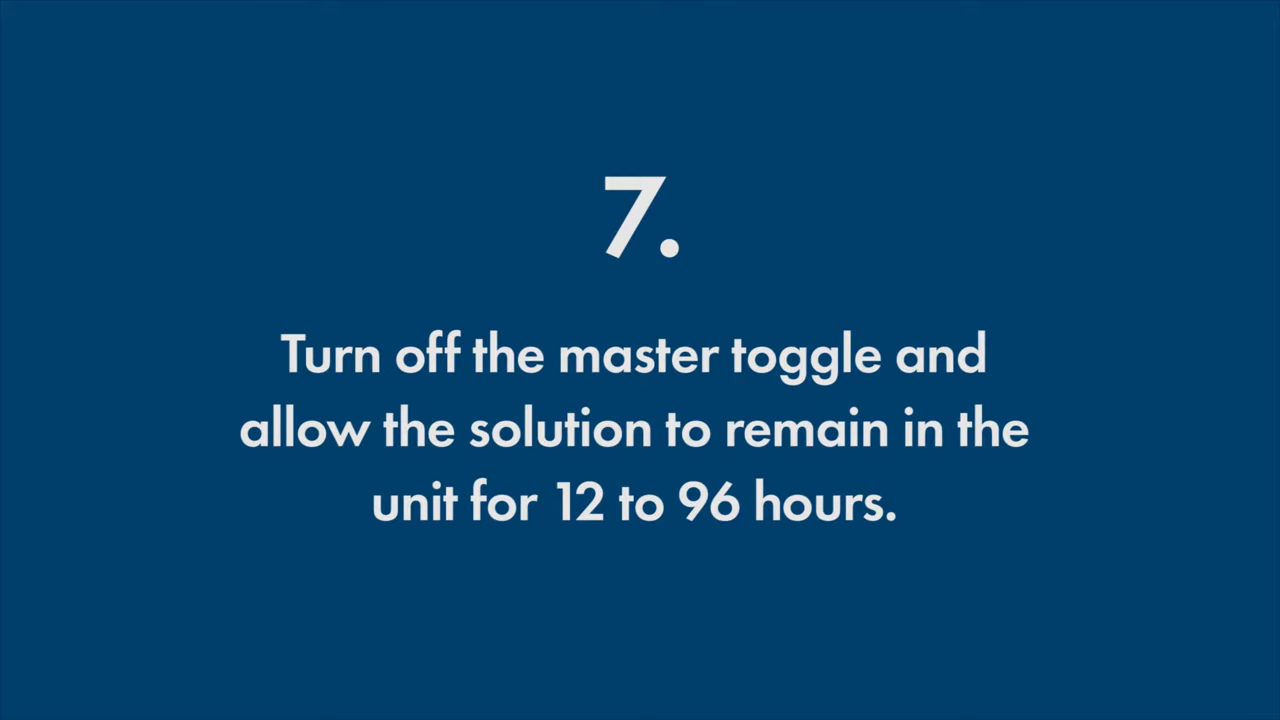 7.
Turn off the master toggle and
allow the solution to remain in the
unit for 12 to 96 hours.